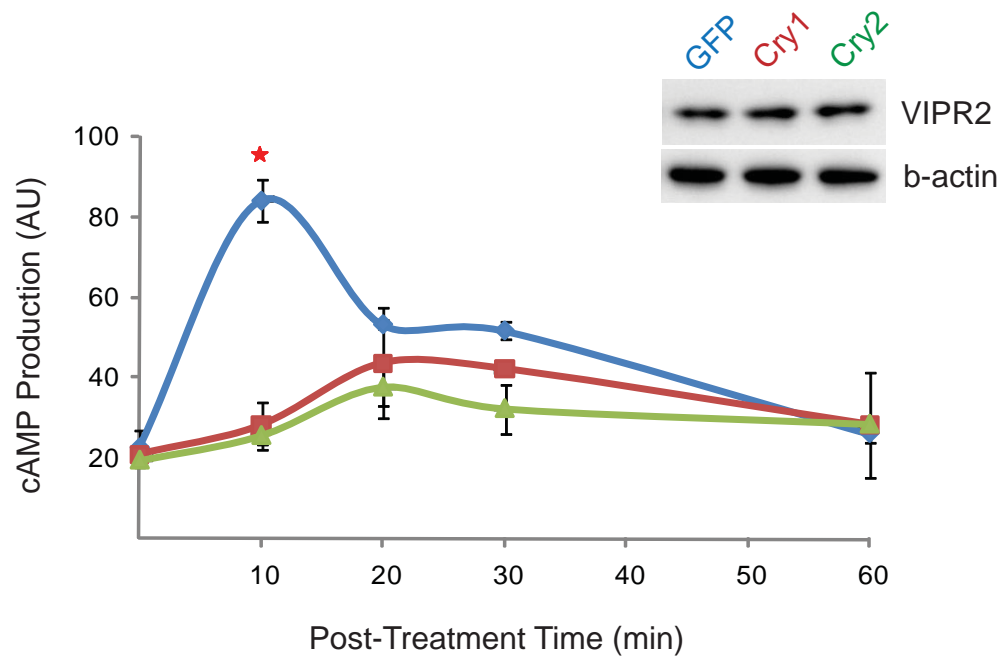 GFP Cry1 Cry2
VIPR2
b-actin
cAMP Production (AU)
100
80
60
40
20
10 20 30 40 50 60
Post-Treatment Time (min)